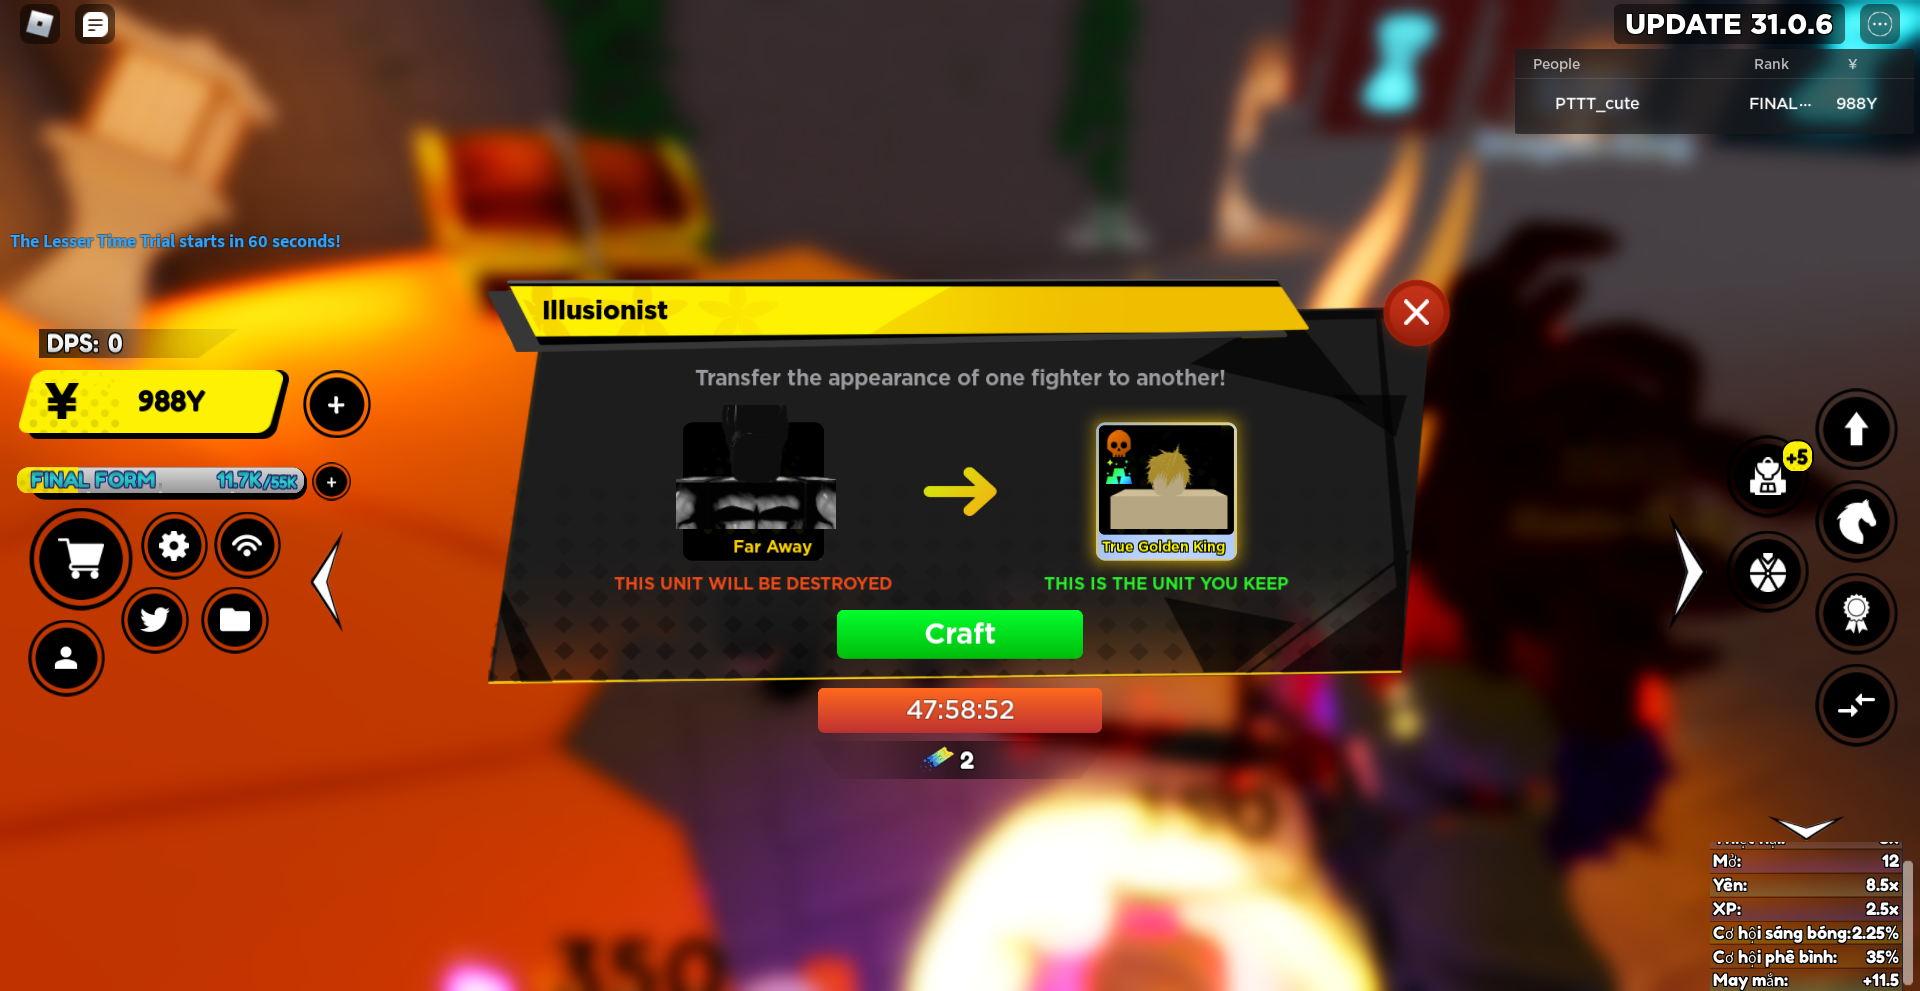 UPDATE 31.0.6
People Rank ¥
PTTT_cute FINAL... 988Y
The Lesser Time Trial starts in 60 seconds!
DPS: 0
¥ 988Y
FINAL FORM 11.7K/55K
Illusionist
Transfer the appearance of one fighter to another!
Far Away
True Golden King
THIS UNIT WILL BE DESTROYED
THIS IS THE UNIT YOU KEEP
Craft
47:58:52
2
+5
350
Mở: 12
Yên: 8.5x
XP: 2.5x
Cơ hội sáng bóng:2.25%
Cơ hội phê bình: 35%
May mắn: +11.5